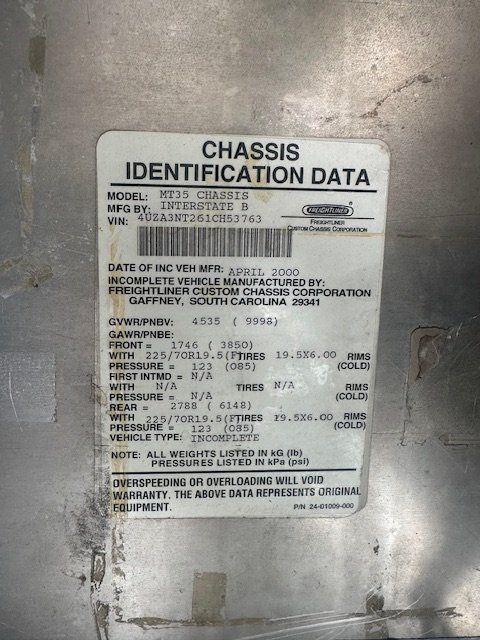 CHASSIS
IDENTIFICATION DATA
MODEL: MT35 CHASSIS
MFG BY: INTERSTATE B
VIN: 4UZA3NT261CH53763
FREIGHTLINER
FREIGHTLINER
CUSTOM CHASSIS CORPORATION
DATE OF INC VEH MFR: APRIL 2000
INCOMPLETE VEHICLE MANUFACTURED BY:
FREIGHTLINER CUSTOM CHASSIS CORPORATION
GAFFNEY, SOUTH CAROLINA 29341
GVWR/PNBV: 4535 ( 9998)
GAWR/PNBE:
FRONT = 1746 ( 3850)
WITH 225/70R19.5(F)TIRES 19.5X6.00 RIMS
PRESSURE = 123 (085) (COLD)
FIRST INTMD = N/A
WITH N/A TIRES N/A RIMS
PRESSURE = N/A (COLD)
REAR = 2788 ( 6148)
WITH 225/70R19.5(F)TIRES 19.5X6.00 RIMS
PRESSURE = 123 (085) (COLD)
VEHICLE TYPE: INCOMPLETE
NOTE: ALL WEIGHTS LISTED IN kG (lb)
PRESSURES LISTED IN kPa (psi)
OVERSPEEDING OR OVERLOADING WILL VOID
WARRANTY. THE ABOVE DATA REPRESENTS ORIGINAL
EQUIPMENT.
P/N 24-01009-000